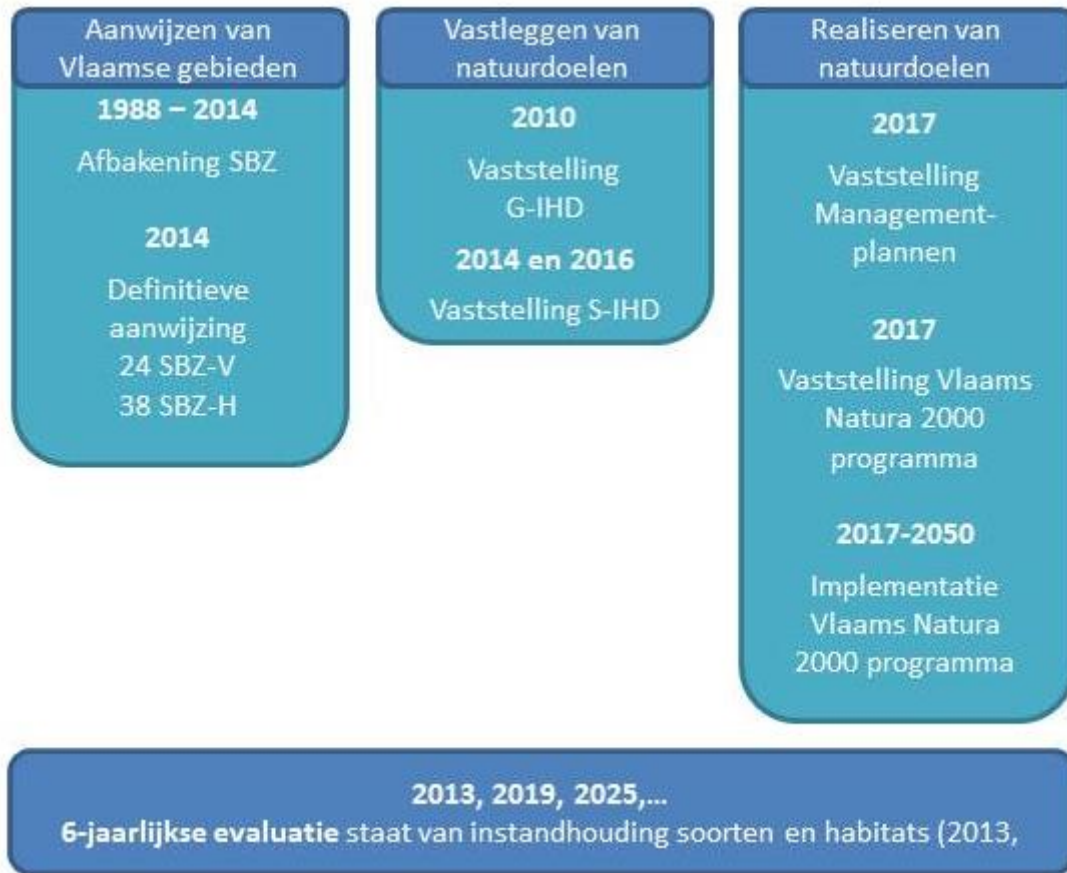 Aanwijzen van
Vlaamse gebieden
1988 – 2014
Afbakening SBZ
2014
Definitieve
aanwijzing
24 SBZ-V
38 SBZ-H
Vastleggen van
natuurdoelen
2010
Vaststelling
G-IHD
2014 en 2016
Vaststelling S-IHD
Realiseren van
natuurdoelen
2017
Vaststelling
Management-
plannen
2017
Vaststelling Vlaams
Natura 2000
programma
2017-2050
Implementatie
Vlaams Natura
2000 programma
2013, 2019, 2025,...
6-jaarlijkse evaluatie staat van instandhouding soorten en habitats (2013,